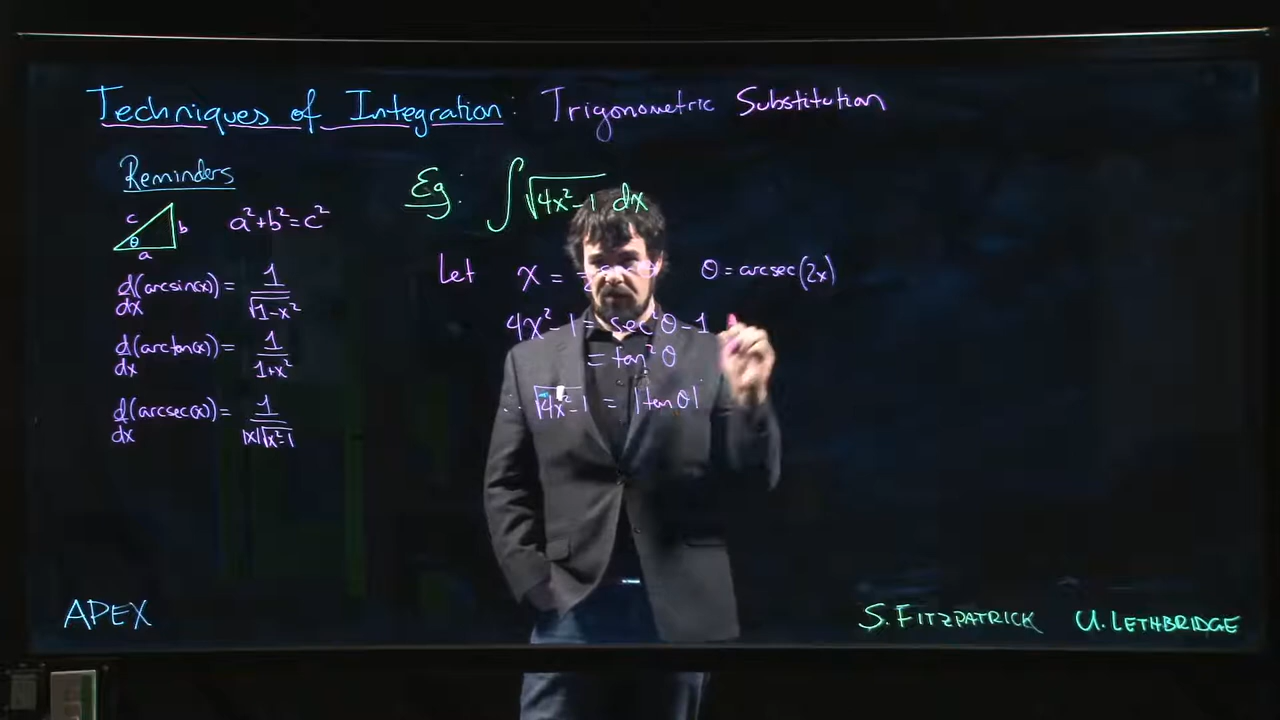 Techniques of Integration: Trigonometric Substitution
Reminders
c b θ a
a²+b²=c²
d/dx (arcsin(x)) = 1/√(1-x²)
d/dx (arctan(x)) = 1/(1+x²)
d/dx (arcsec(x)) = 1/(|x|√(x²-1))
Eg: ∫√(4x²-1) dx
Let x = θ = arcsec(2x)
4x²-1 = sec²θ-1
= tan²θ
∴ √(4x²-1) = |tanθ|
APEX
S. FITZPATRICK U. LETHBRIDGE